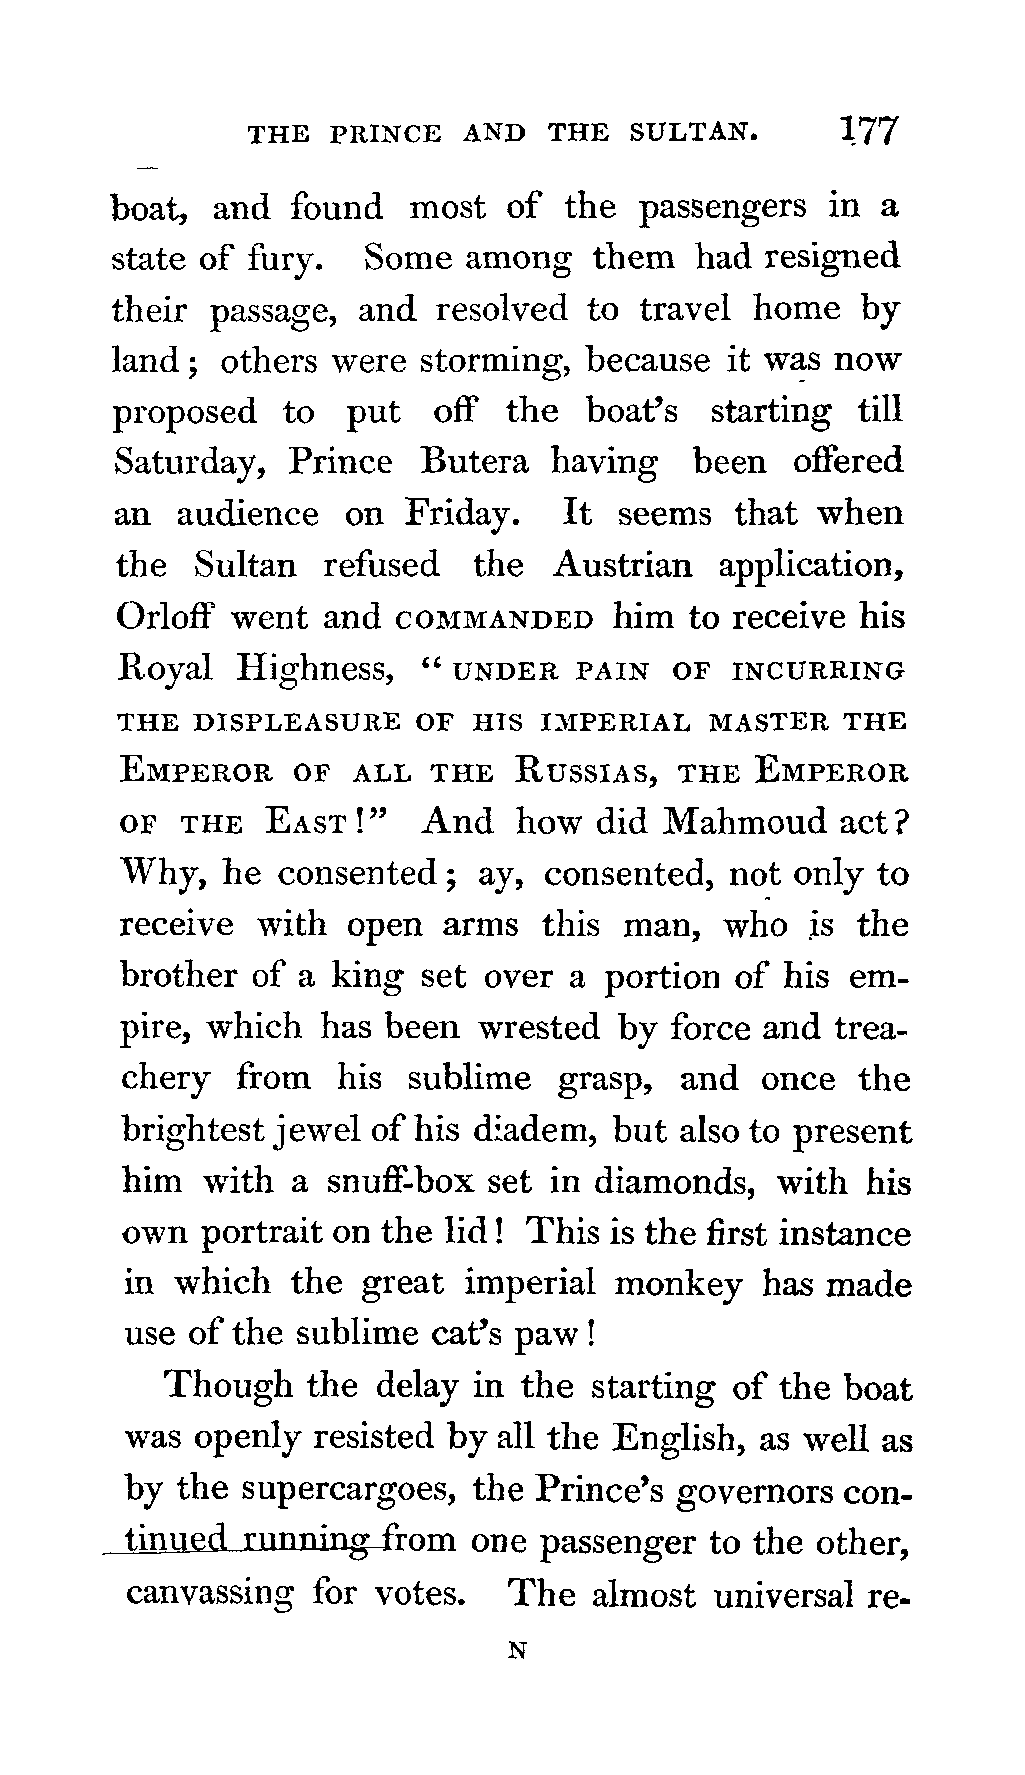 THE PRINCE AND THE SULTAN. 177
boat, and found most of the passengers in a
state of fury. Some among them had resigned
their passage, and resolved to travel home by
land; others were storming, because it was now
proposed to put off the boat's starting till
Saturday, Prince Butera having been offered
an audience on Friday. It seems that when
the Sultan refused the Austrian application,
Orloff went and COMMANDED him to receive his
Royal Highness, "UNDER PAIN OF INCURRING
THE DISPLEASURE OF HIS IMPERIAL MASTER THE
EMPEROR OF ALL THE RUSSIAS, THE EMPEROR
OF THE EAST!" And how did Mahmoud act?
Why, he consented; ay, consented, not only to
receive with open arms this man, who is the
brother of a king set over a portion of his em-
pire, which has been wrested by force and trea-
chery from his sublime grasp, and once the
brightest jewel of his diadem, but also to present
him with a snuff-box set in diamonds, with his
own portrait on the lid! This is the first instance
in which the great imperial monkey has made
use of the sublime cat's paw!
Though the delay in the starting of the boat
was openly resisted by all the English, as well as
by the supercargoes, the Prince's governors con-
tinued running from one passenger to the other,
canvassing for votes. The almost universal re-
N